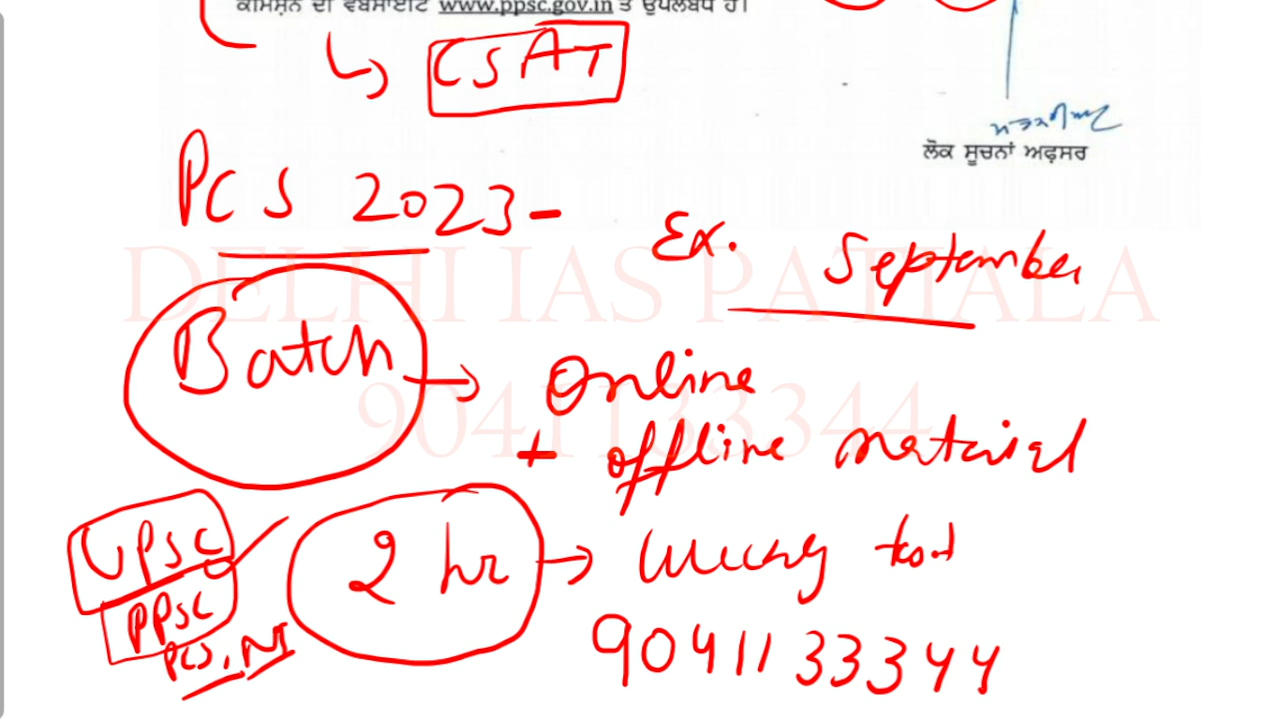 ਕਮਿਸ਼ਨ ਦੀ ਵੈਬਸਾਈਟ www.ppsc.gov.in ਤੇ ਉਪਲਬਧ ਹੈ।
CSAT
ਲੋਕ ਸੂਚਨਾਂ ਅਫ਼ਸਰ
PCS 2023-
Ex. September
DELHI IAS PATIALA
Batch → Online
9041133344
+ offline material
UPSC
2 hr →
PPSC
PCS,
9041133344